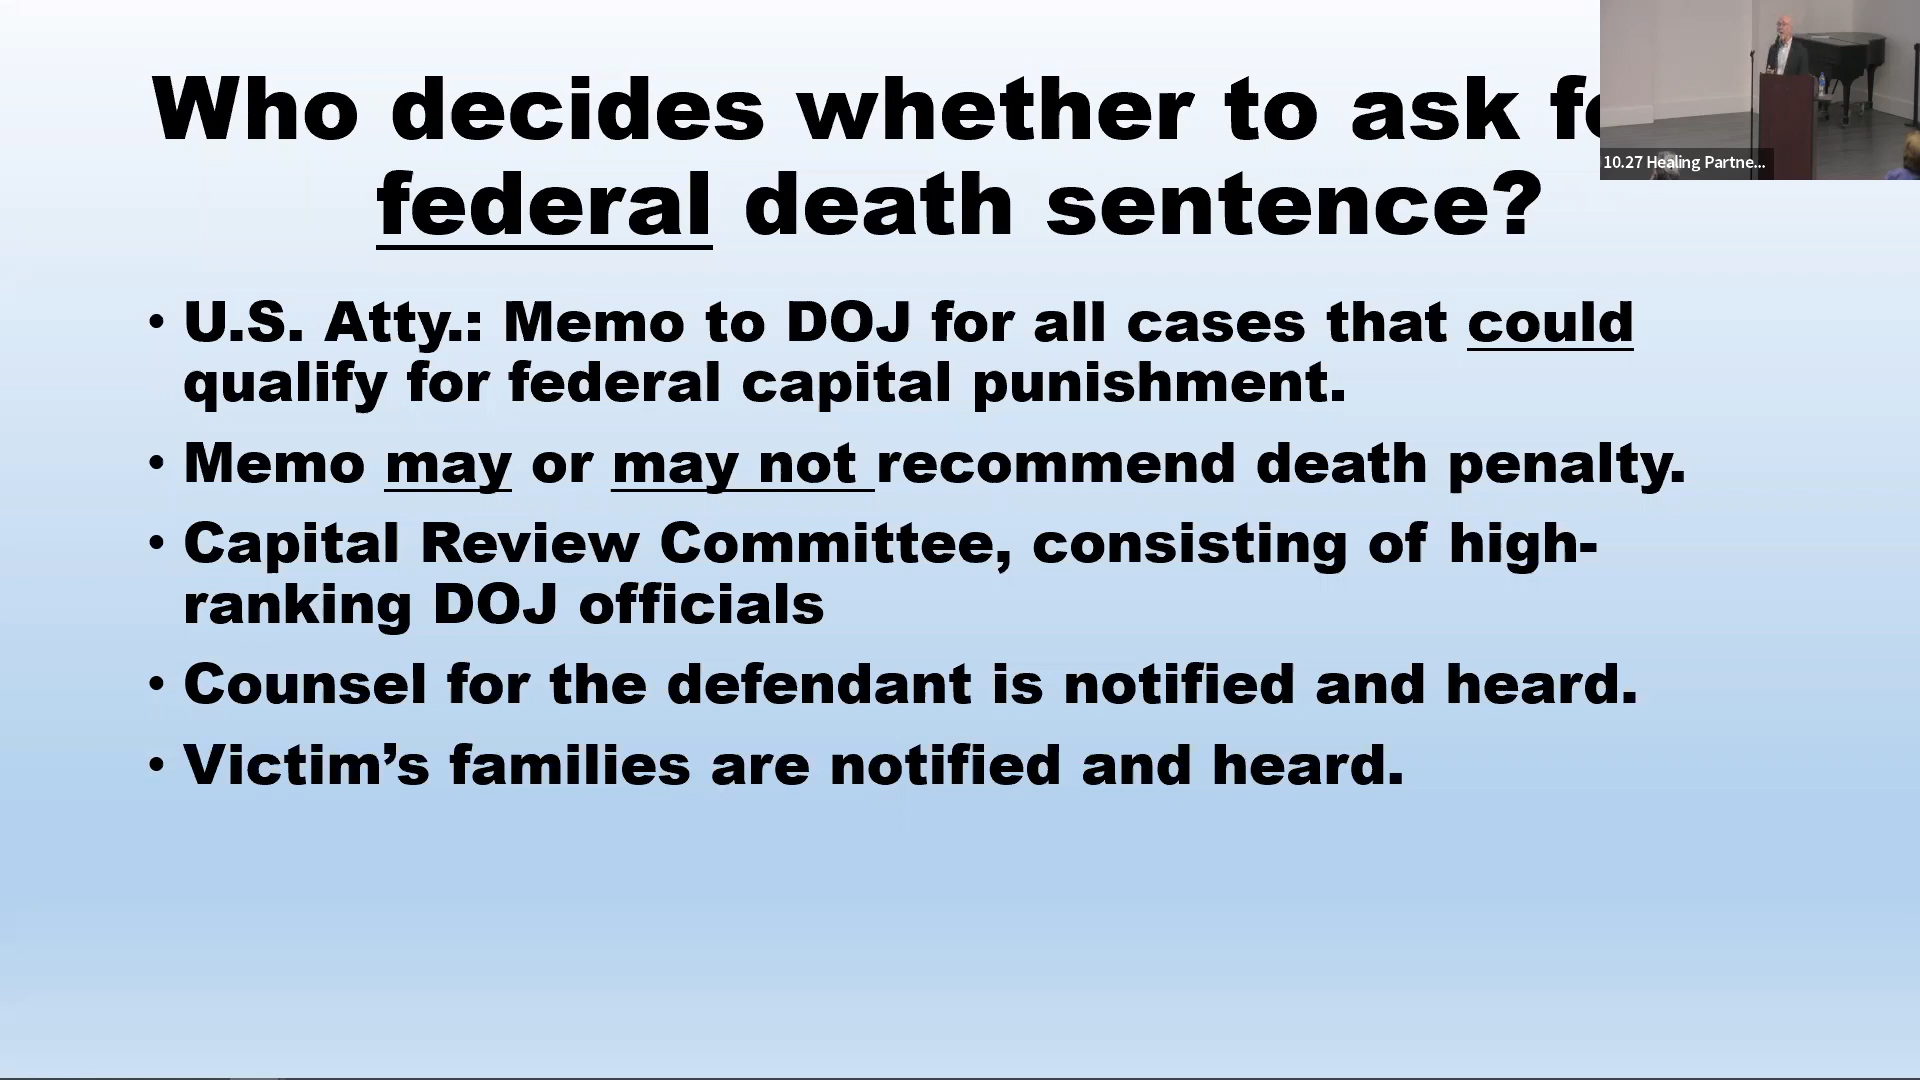 Who decides whether to ask
federal death sentence?
• U.S. Atty.: Memo to DOJ for all cases that could
qualify for federal capital punishment.
• Memo may or may not recommend death penalty.
• Capital Review Committee, consisting of high-
ranking DOJ officials
• Counsel for the defendant is notified and heard.
• Victim’s families are notified and heard.
10.27 Healing Partne...